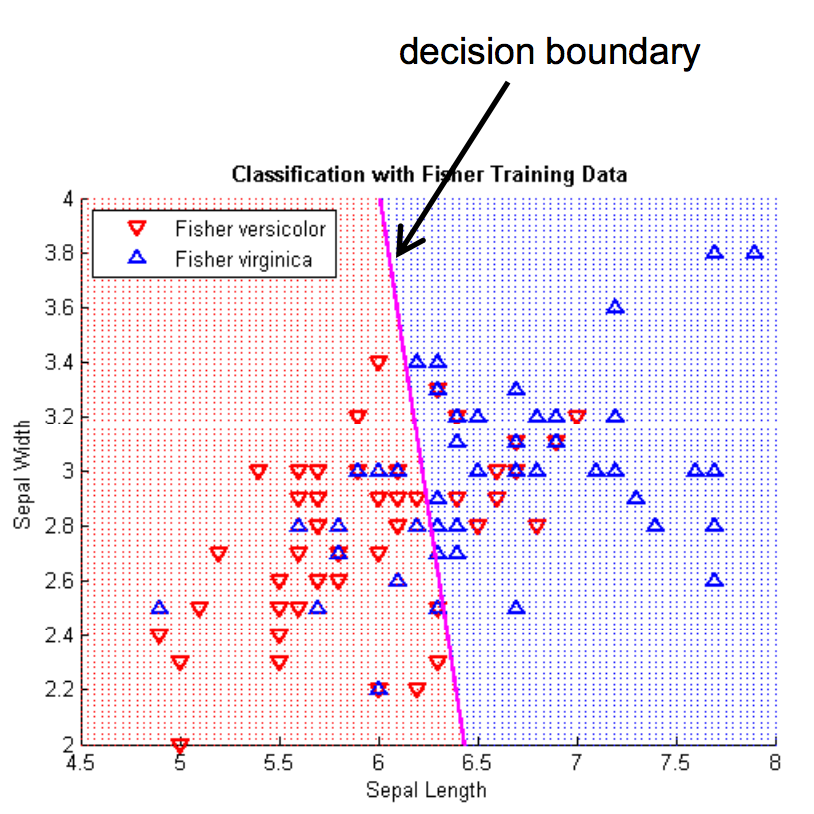 decision boundary
Classification with Fisher Training Data
Fisher versicolor
Fisher virginica
4
3.8
3.6
3.4
3.2
3
2.8
2.6
2.4
2.2
2
Sepal Width
4.5 5 5.5 6 6.5 7 7.5 8
Sepal Length